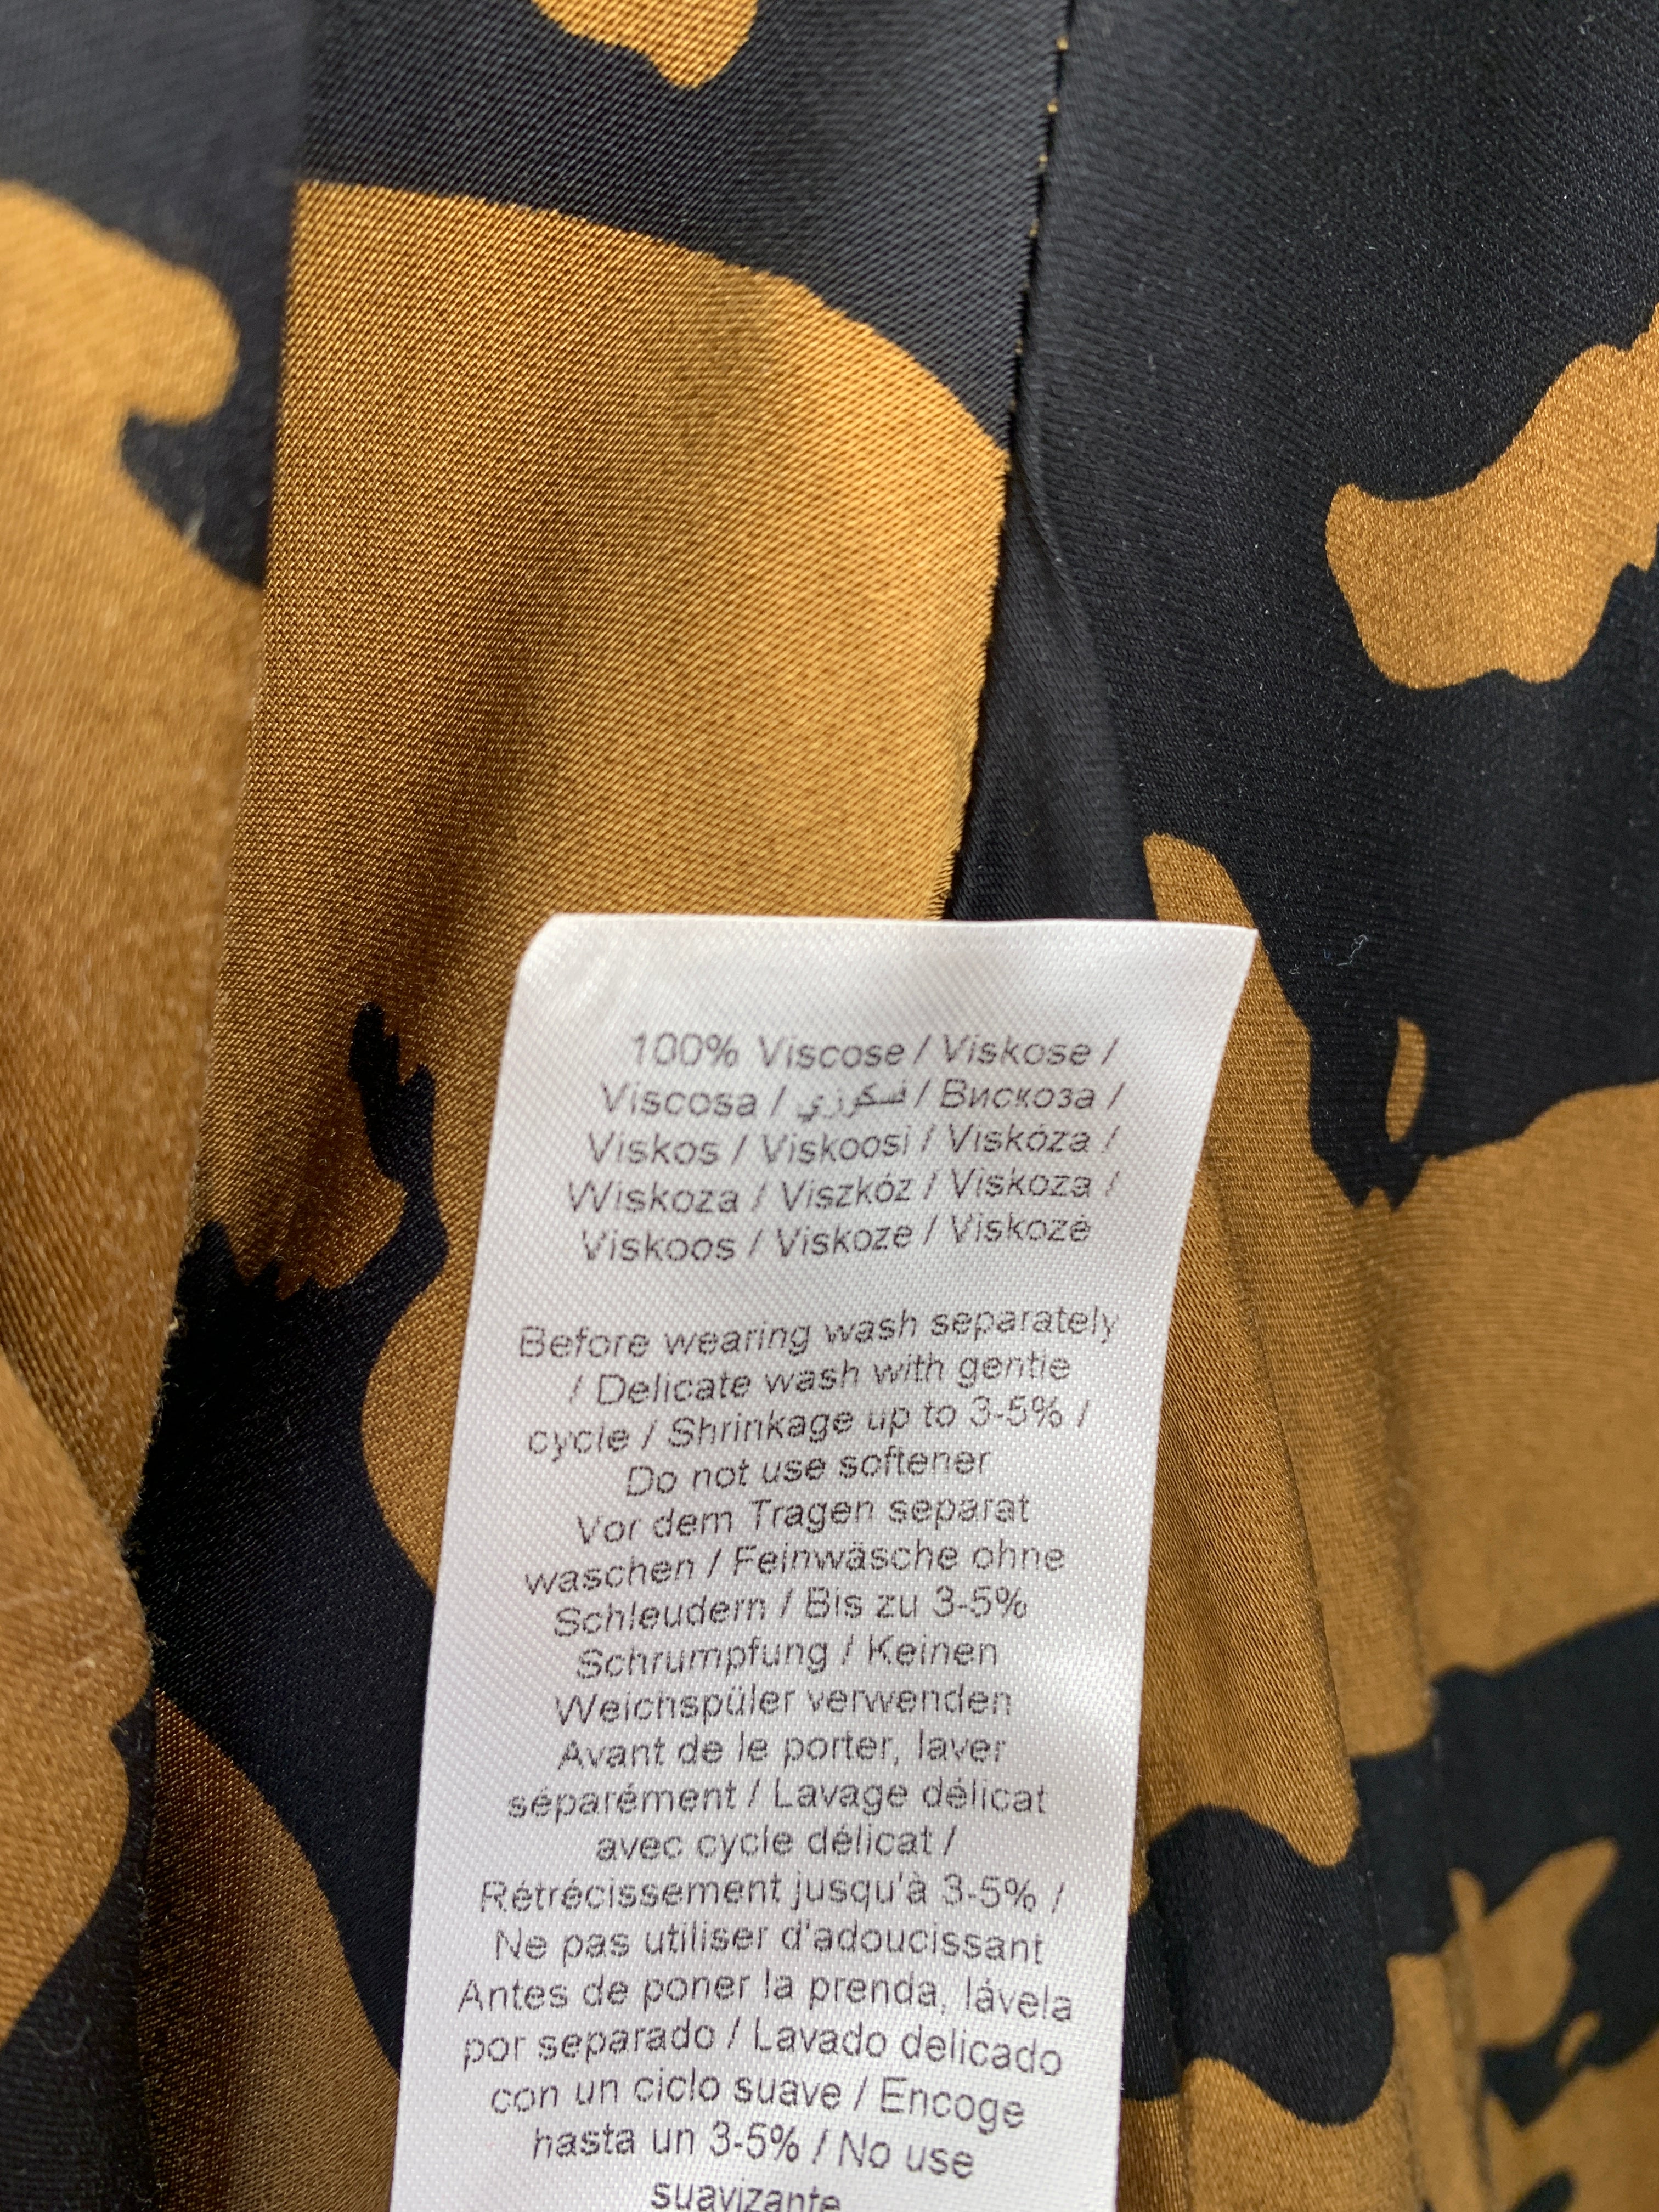 100% Viscose / Viskose /
Viscosa / فسكوزي / Вискоза /
Viskos / Viskoosi / Viskóza /
Wiskoza / Viszkóz / Viskoza /
Viskoos / Viskoze / Viskozė
Before wearing wash separately
/ Delicate wash with gentle
cycle / Shrinkage up to 3-5% /
Do not use softener
Vor dem Tragen separat
waschen / Feinwäsche ohne
Schleudern / Bis zu 3-5%
Schrumpfung / Keinen
Weichspüler verwenden
Avant de le porter, laver
séparément / Lavage délicat
avec cycle délicat /
Rétrécissement jusqu'à 3-5% /
Ne pas utiliser d'adoucissant
Antes de poner la prenda, lávela
por separado / Lavado delicado
con un ciclo suave / Encoge
hasta un 3-5% / No use
suavizante